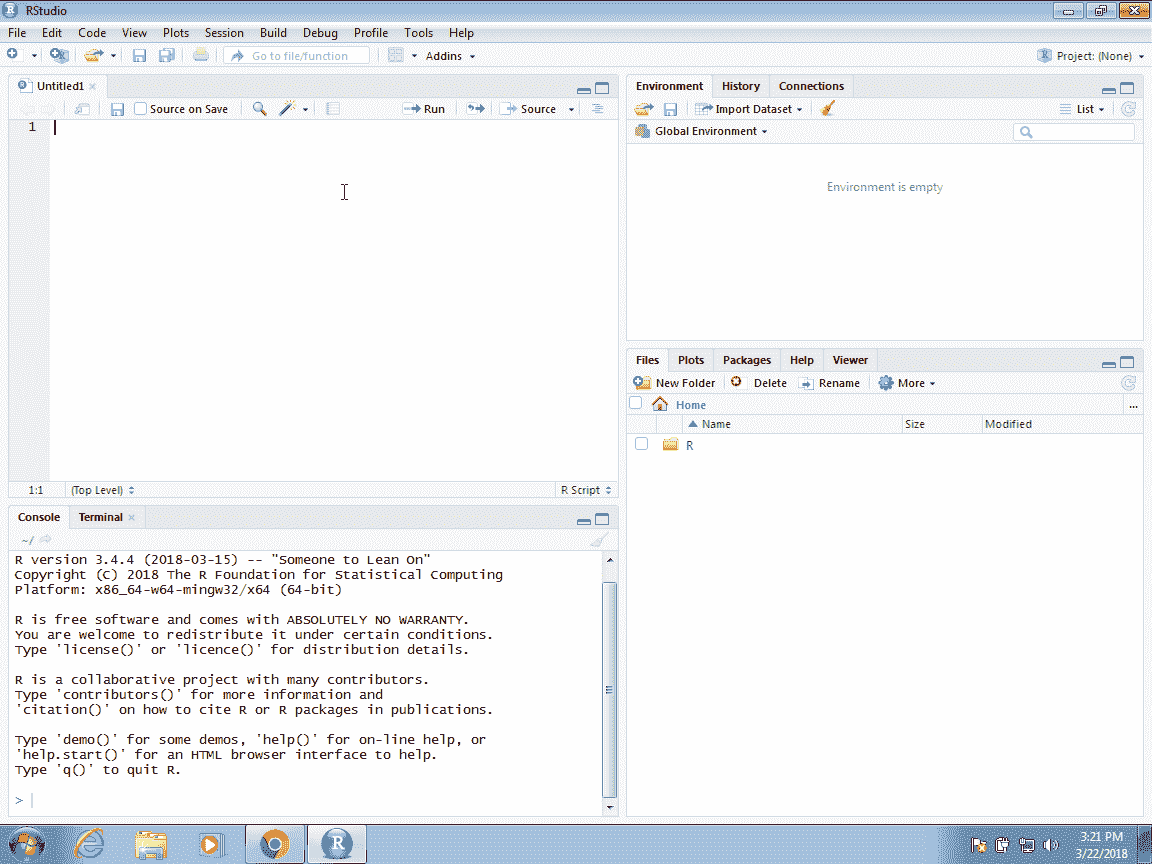 RStudio
File Edit Code View Plots Session Build Debug Profile Tools Help
Go to file/function Addins Project: (None)
Untitled1
Source on Save Run Source
1
1:1 (Top Level) R Script
Console Terminal
~/
R version 3.4.4 (2018-03-15) -- "Someone to Lean On"
Copyright (C) 2018 The R Foundation for Statistical Computing
Platform: x86_64-w64-mingw32/x64 (64-bit)
R is free software and comes with ABSOLUTELY NO WARRANTY.
You are welcome to redistribute it under certain conditions.
Type 'license()' or 'licence()' for distribution details.
R is a collaborative project with many contributors.
Type 'contributors()' for more information and
'citation()' on how to cite R or R packages in publications.
Type 'demo()' for some demos, 'help()' for on-line help, or
'help.start()' for an HTML browser interface to help.
Type 'q()' to quit R.
>
Environment History Connections
Import Dataset List
Global Environment
Environment is empty
Files Plots Packages Help Viewer
New Folder Delete Rename More
Home ...
Name Size Modified
R
3:21 PM
3/22/2018